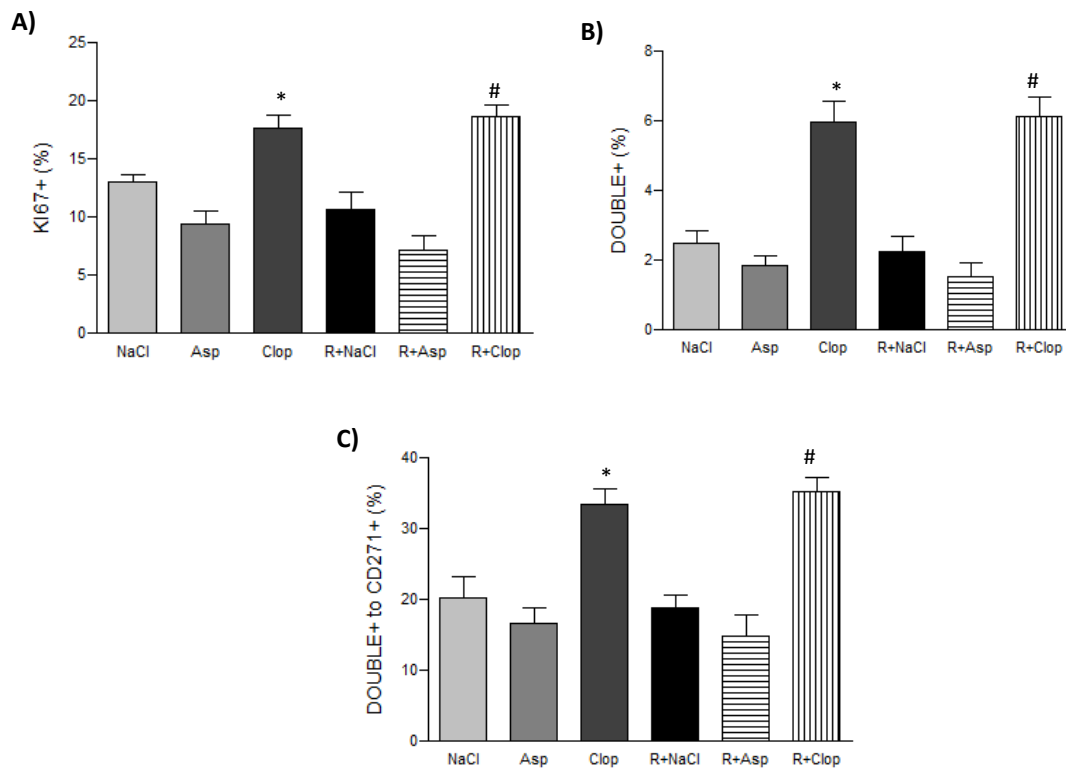 A)
KI67+ (%)
25
20
15
10
5
0
*
#
NaCl Asp Clop R+NaCl R+Asp R+Clop
B)
DOUBLE+ (%)
8
6
4
2
0
*
#
NaCl Asp Clop R+NaCl R+Asp R+Clop
C)
DOUBLE+ to CD271+ (%)
40
30
20
10
0
*
#
NaCl Asp Clop R+NaCl R+Asp R+Clop